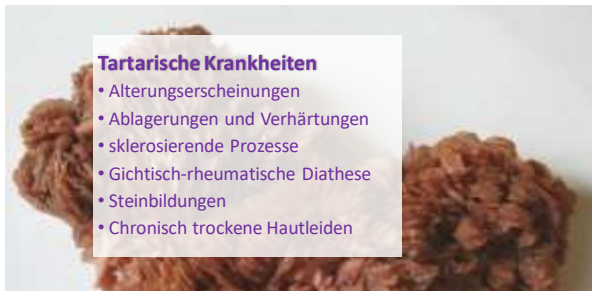 Tartarische Krankheiten
• Alterungserscheinungen
• Ablagerungen und Verhärtungen
• sklerosierende Prozesse
• Gichtisch-rheumatische Diathese
• Steinbildungen
• Chronisch trockene Hautleiden